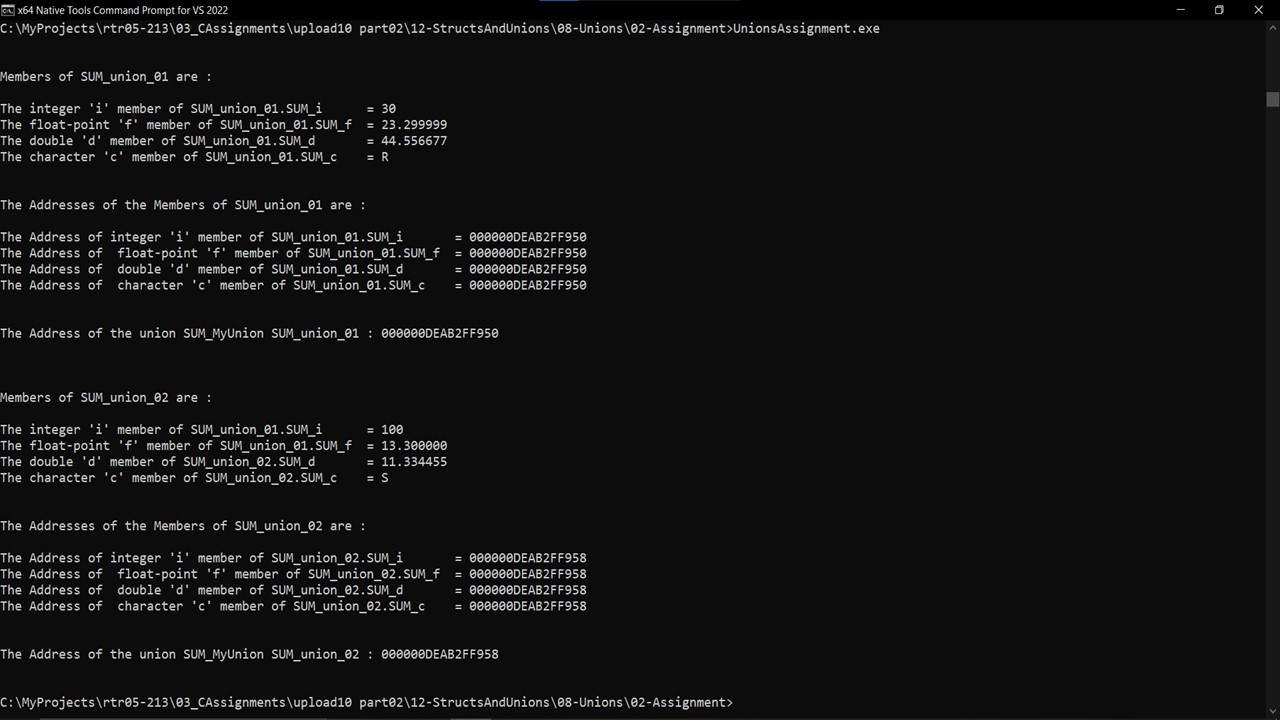 x64 Native Tools Command Prompt for VS 2022
C:\MyProjects\rtr05-213\03_CAssignments\upload10 part02\12-StructsAndUnions\08-Unions\02-Assignment>UnionsAssignment.exe
Members of SUM_union_01 are :
The integer 'i' member of SUM_union_01.SUM_i      = 30
The float-point 'f' member of SUM_union_01.SUM_f  = 23.299999
The double 'd' member of SUM_union_01.SUM_d       = 44.556677
The character 'c' member of SUM_union_01.SUM_c    = R
The Addresses of the Members of SUM_union_01 are :
The Address of integer 'i' member of SUM_union_01.SUM_i       = 000000DEAB2FF950
The Address of  float-point 'f' member of SUM_union_01.SUM_f  = 000000DEAB2FF950
The Address of  double 'd' member of SUM_union_01.SUM_d       = 000000DEAB2FF950
The Address of  character 'c' member of SUM_union_01.SUM_c    = 000000DEAB2FF950
The Address of the union SUM_MyUnion SUM_union_01 : 000000DEAB2FF950
Members of SUM_union_02 are :
The integer 'i' member of SUM_union_01.SUM_i      = 100
The float-point 'f' member of SUM_union_01.SUM_f  = 13.300000
The double 'd' member of SUM_union_02.SUM_d       = 11.334455
The character 'c' member of SUM_union_02.SUM_c    = S
The Addresses of the Members of SUM_union_02 are :
The Address of integer 'i' member of SUM_union_02.SUM_i       = 000000DEAB2FF958
The Address of  float-point 'f' member of SUM_union_02.SUM_f  = 000000DEAB2FF958
The Address of  double 'd' member of SUM_union_02.SUM_d       = 000000DEAB2FF958
The Address of  character 'c' member of SUM_union_02.SUM_c    = 000000DEAB2FF958
The Address of the union SUM_MyUnion SUM_union_02 : 000000DEAB2FF958
C:\MyProjects\rtr05-213\03_CAssignments\upload10 part02\12-StructsAndUnions\08-Unions\02-Assignment>